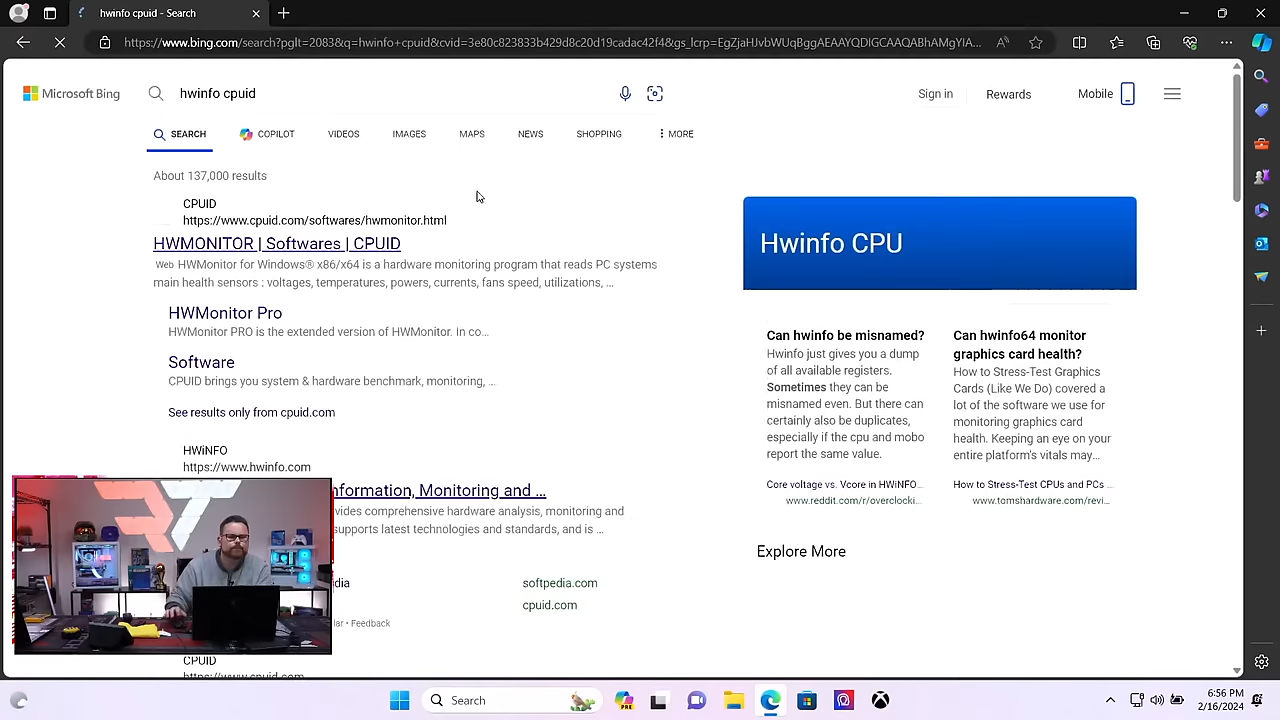 hwinfo cpuid - Search
https://www.bing.com/search?pglt=2083&q=hwinfo+cpuid&cvid=3e80c823833b429d8c20d19cadac42f4&gs_lcrp=EgZjaHJvbWUqBggAEAAYQDIGCAAQABhAMgYIA...
Microsoft Bing
hwinfo cpuid
Sign in
Rewards
Mobile
SEARCH
COPILOT
VIDEOS
IMAGES
MAPS
NEWS
SHOPPING
MORE
About 137,000 results
CPUID
https://www.cpuid.com/softwares/hwmonitor.html
HWMONITOR | Softwares | CPUID
Web HWMonitor for Windows® x86/x64 is a hardware monitoring program that reads PC systems
main health sensors : voltages, temperatures, powers, currents, fans speed, utilizations, ...
HWMonitor Pro
HWMonitor PRO is the extended version of HWMonitor. In co...
Software
CPUID brings you system & hardware benchmark, monitoring, ...
See results only from cpuid.com
HWiNFO
https://www.hwinfo.com
nformation, Monitoring and ...
vides comprehensive hardware analysis, monitoring and
supports latest technologies and standards, and is ...
dia
softpedia.com
cpuid.com
lar • Feedback
CPUID
https://www.cpuid.com
Hwinfo CPU
Can hwinfo be misnamed?
Hwinfo just gives you a dump
of all available registers.
Sometimes they can be
misnamed even. But there can
certainly also be duplicates,
especially if the cpu and mobo
report the same value.
Core voltage vs. Vcore in HWiNFO...
www.reddit.com/r/overclocki...
Can hwinfo64 monitor
graphics card health?
How to Stress-Test Graphics
Cards (Like We Do) covered a
lot of the software we use for
monitoring graphics card
health. Keeping an eye on your
entire platform's vitals may...
How to Stress-Test CPUs and PCs ...
www.tomshardware.com/revi...
Explore More
Search
6:56 PM
2/16/2024